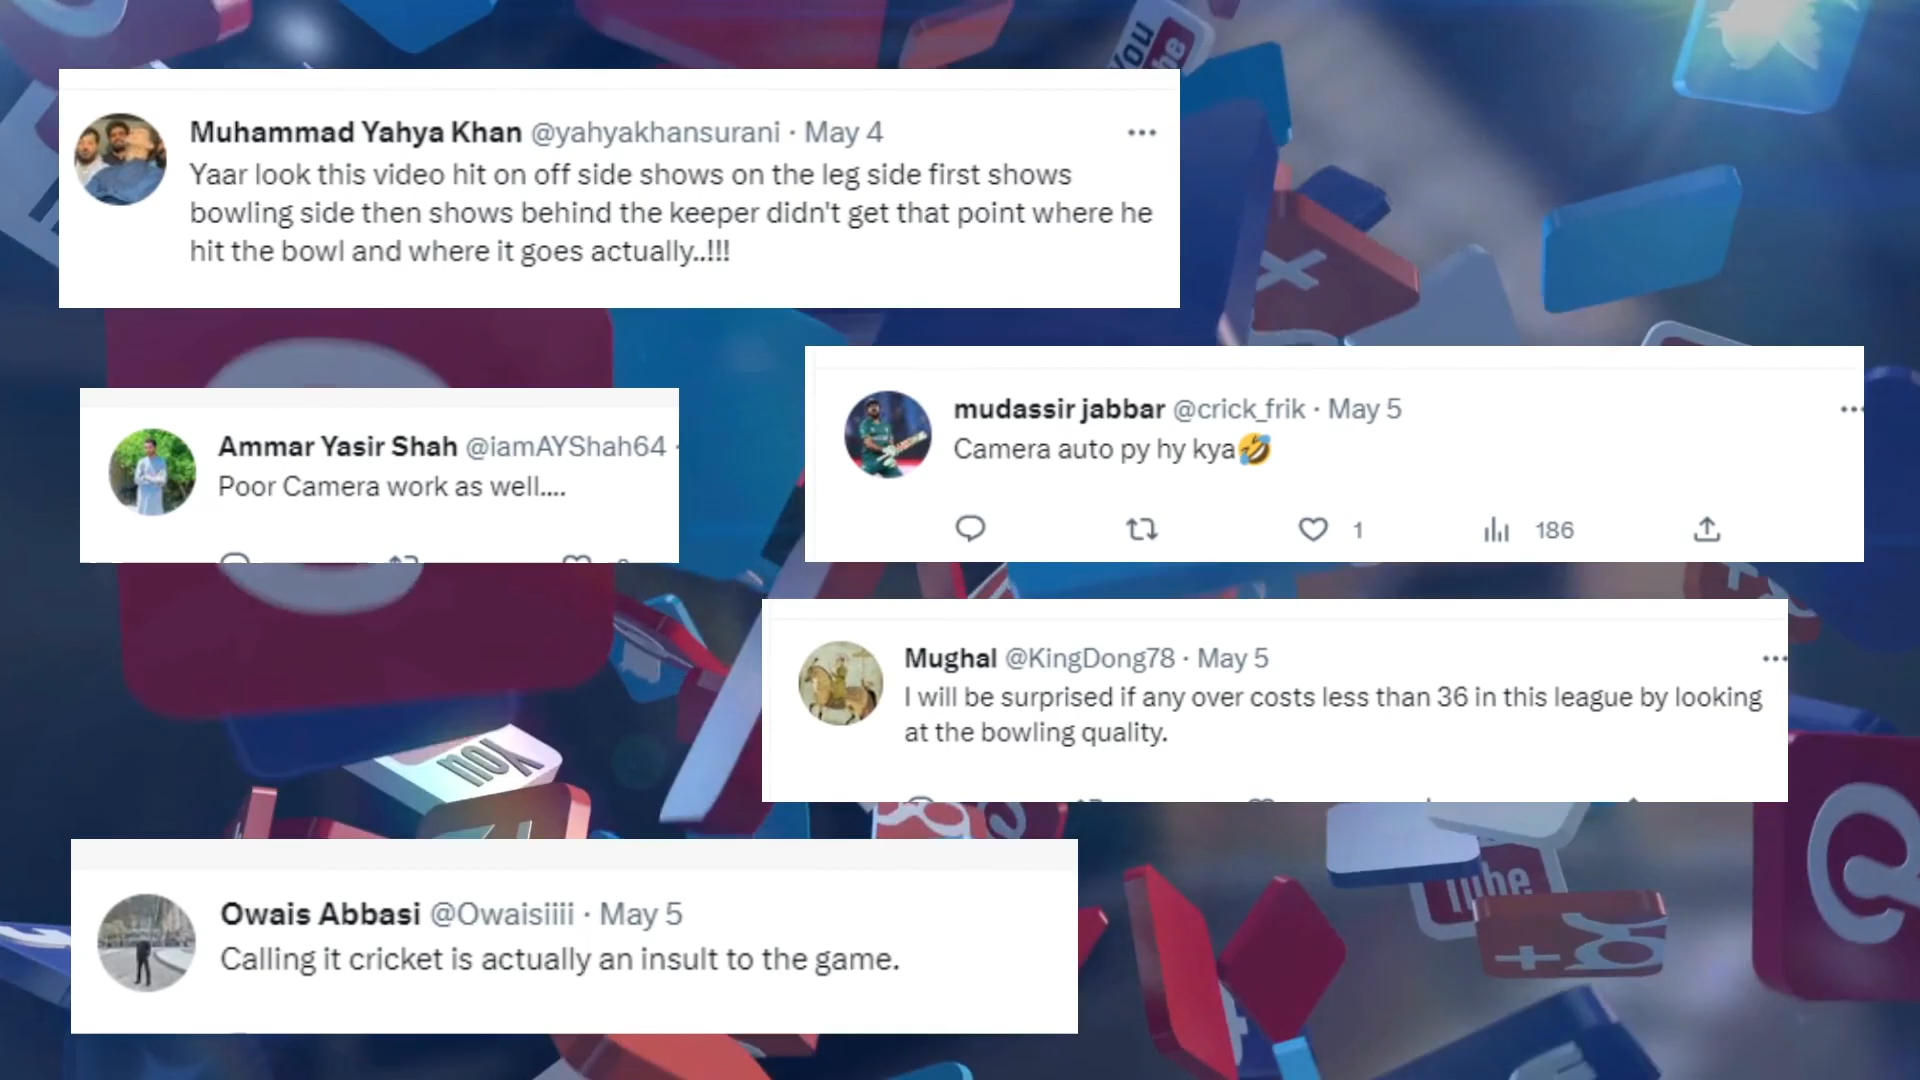 You
be
Muhammad Yahya Khan @yahyakhansurani · May 4
Yaar look this video hit on off side shows on the leg side first shows
bowling side then shows behind the keeper didn't get that point where he
hit the bowl and where it goes actually..!!!
mudassir jabbar @crick_frik · May 5
Camera auto py hy kya🤣
1 186
Ammar Yasir Shah @iamAYShah64 ·
Poor Camera work as well....
Mughal @KingDong78 · May 5
I will be surprised if any over costs less than 36 in this league by looking
at the bowling quality.
You
Tube
Owais Abbasi @Owaisiiii · May 5
Calling it cricket is actually an insult to the game.